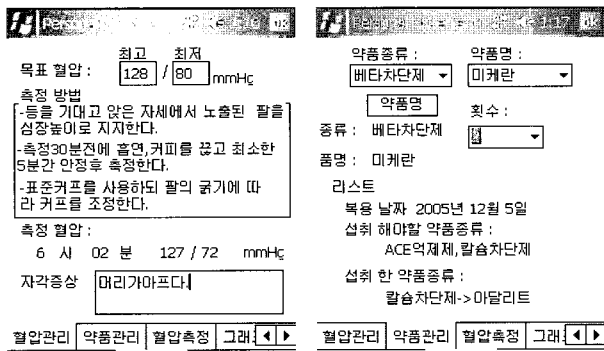 최고 최저
목표 혈압 : 128 / 80 mmHg
측정 방법
-등을 기대고 앉은 자세에서 노출된 팔을
심장높이로 지지한다.
-측정30분전에 흡연,커피를 끊고 최소한
5분간 안정후 측정한다.
-표준커프를 사용하되 팔의 굵기에 따
라 커프를 조정한다.
측정 혈압 :
6 시 02 분 127 / 72 mmHg
자각증상 머리가아프다.
혈압관리 약품관리 혈압측정 그래
1:17 ok
약품종류 : 약품명 :
베타차단제 미케란
약품명 횟수 :
종류 : 베타차단제
품명 : 미케란
리스트
복용 날짜 2005년 12월 5일
섭취 해야할 약품종류 :
ACE억제제,칼슘차단제
섭취 한 약품종류 :
칼슘차단제->아달리트
혈압관리 약품관리 혈압측정 그래